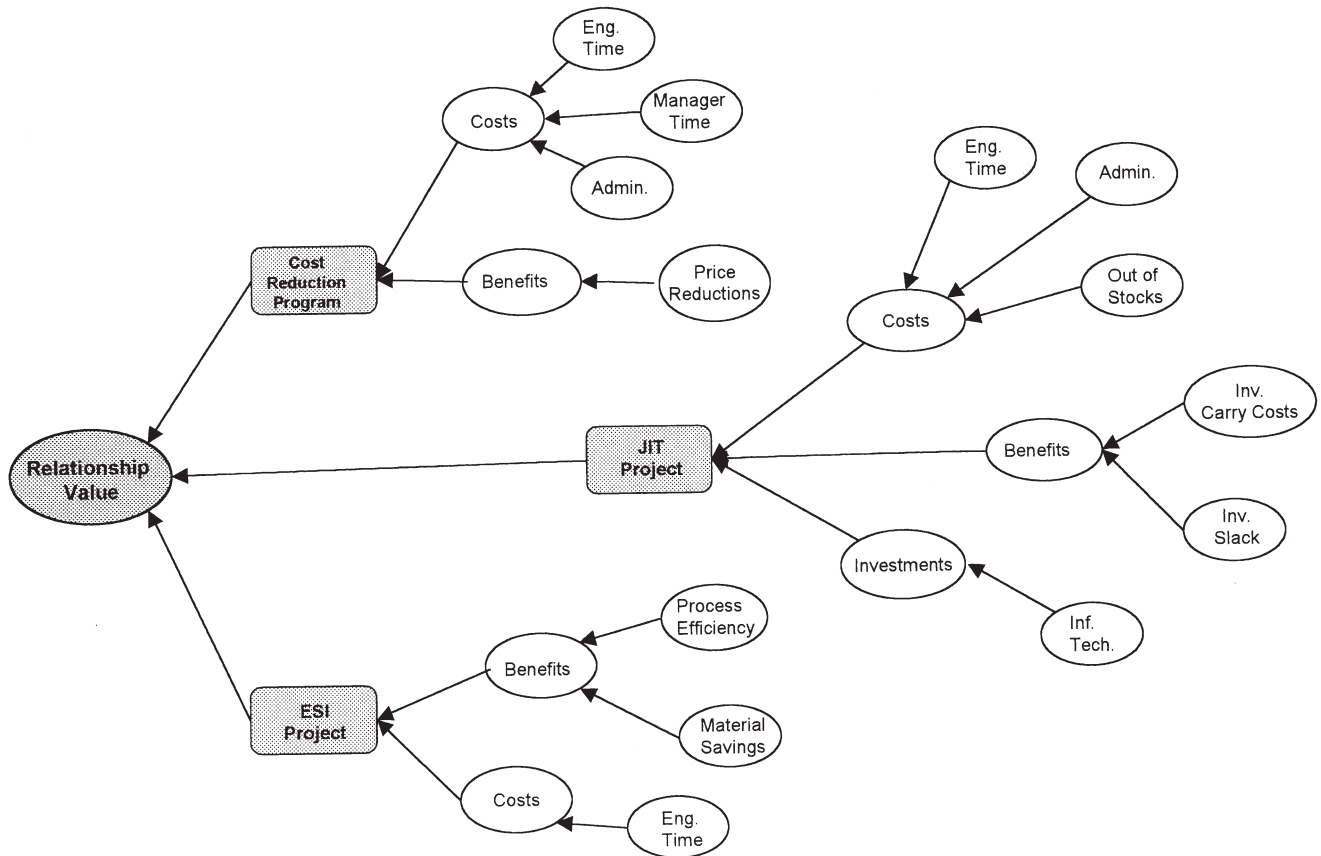 Eng.
Time
Costs
Manager
Time
Admin.
Cost
Reduction
Program
Benefits
Price
Reductions
Eng.
Time
Admin.
Costs
Out of
Stocks
Relationship
Value
JIT
Project
Benefits
Inv.
Carry Costs
Inv.
Slack
Investments
Inf.
Tech.
ESI
Project
Benefits
Process
Efficiency
Material
Savings
Costs
Eng.
Time